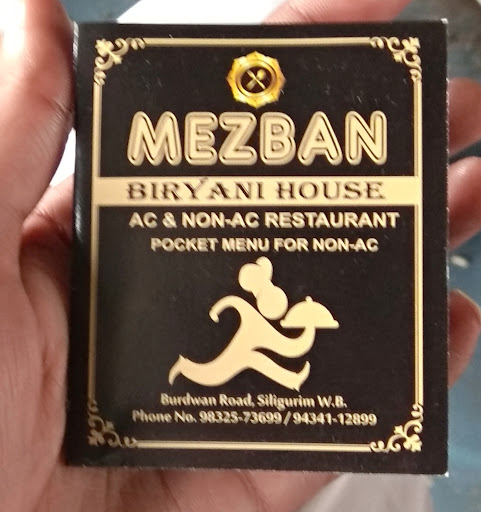 MEZBAN
BIRYANI HOUSE
AC & NON-AC RESTAURANT
POCKET MENU FOR NON-AC
Burdwan Road, Siligurim W.B.
Phone No. 98325-73699 / 94341-12899